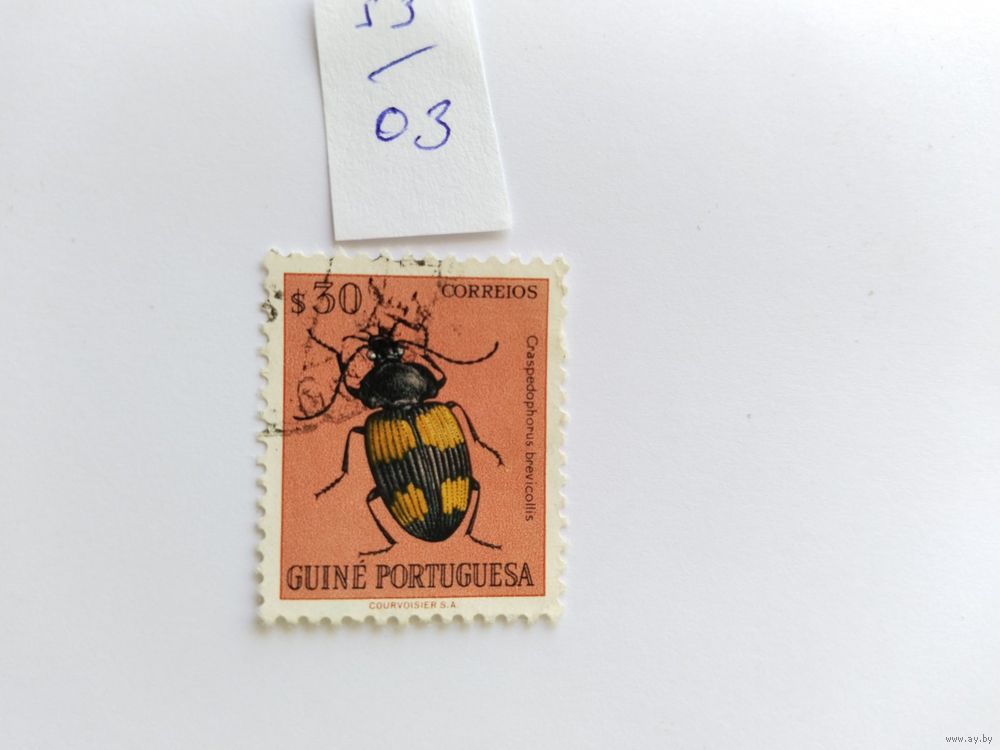 53
/
03
$30
CORREIOS
Craspedophorus brevicollis
GUINÉ PORTUGUESA
COURVOISIER S.A.
www.ay.by